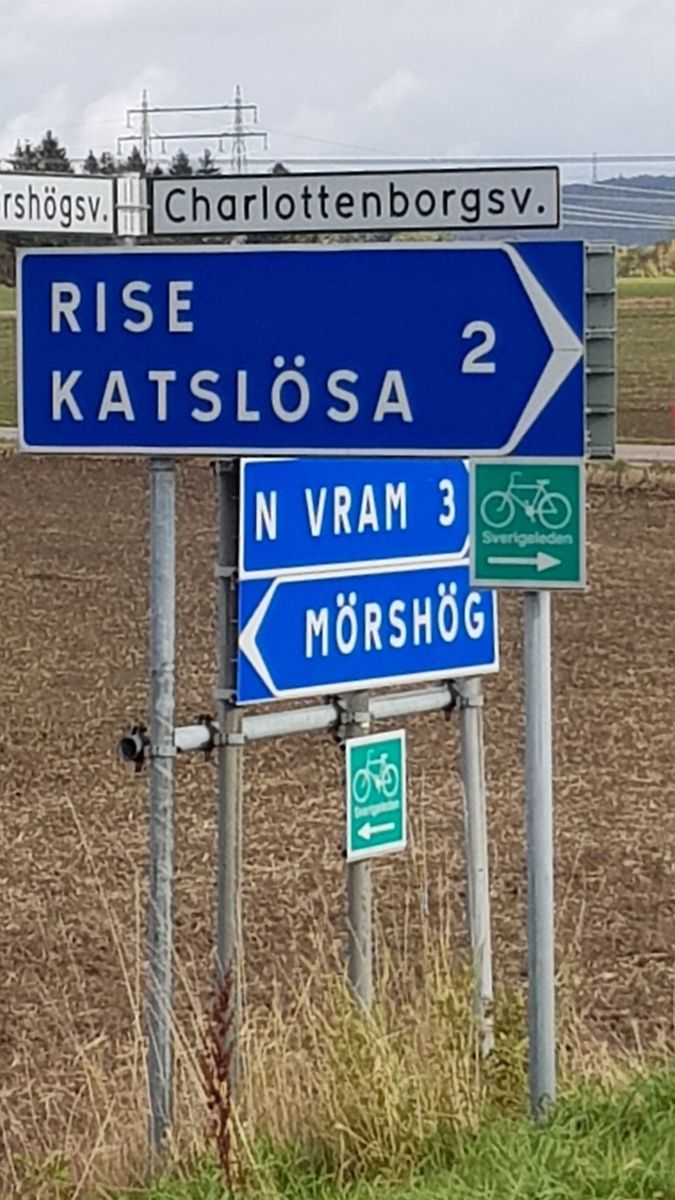 rshögsv.
Charlottenborgsv.
RISE
KATSLÖSA
2
N VRAM 3
MÖRSHÖG
Sverigeleden
Sverigeleden